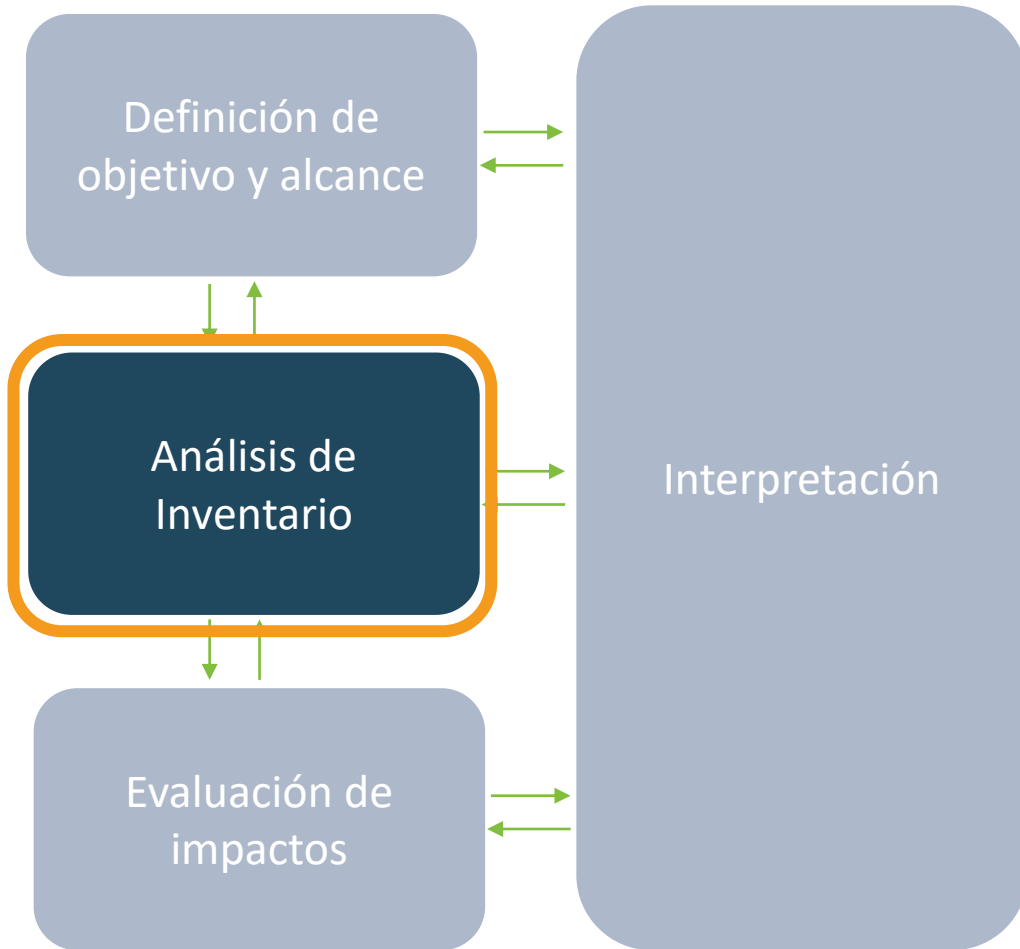 Definición de
objetivo y alcance
Análisis de
Inventario
Interpretación
Evaluación de
impactos